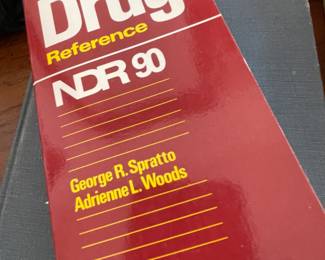 Drug
Reference
NDR 90
George R. Spratto
Adrienne L. Woods